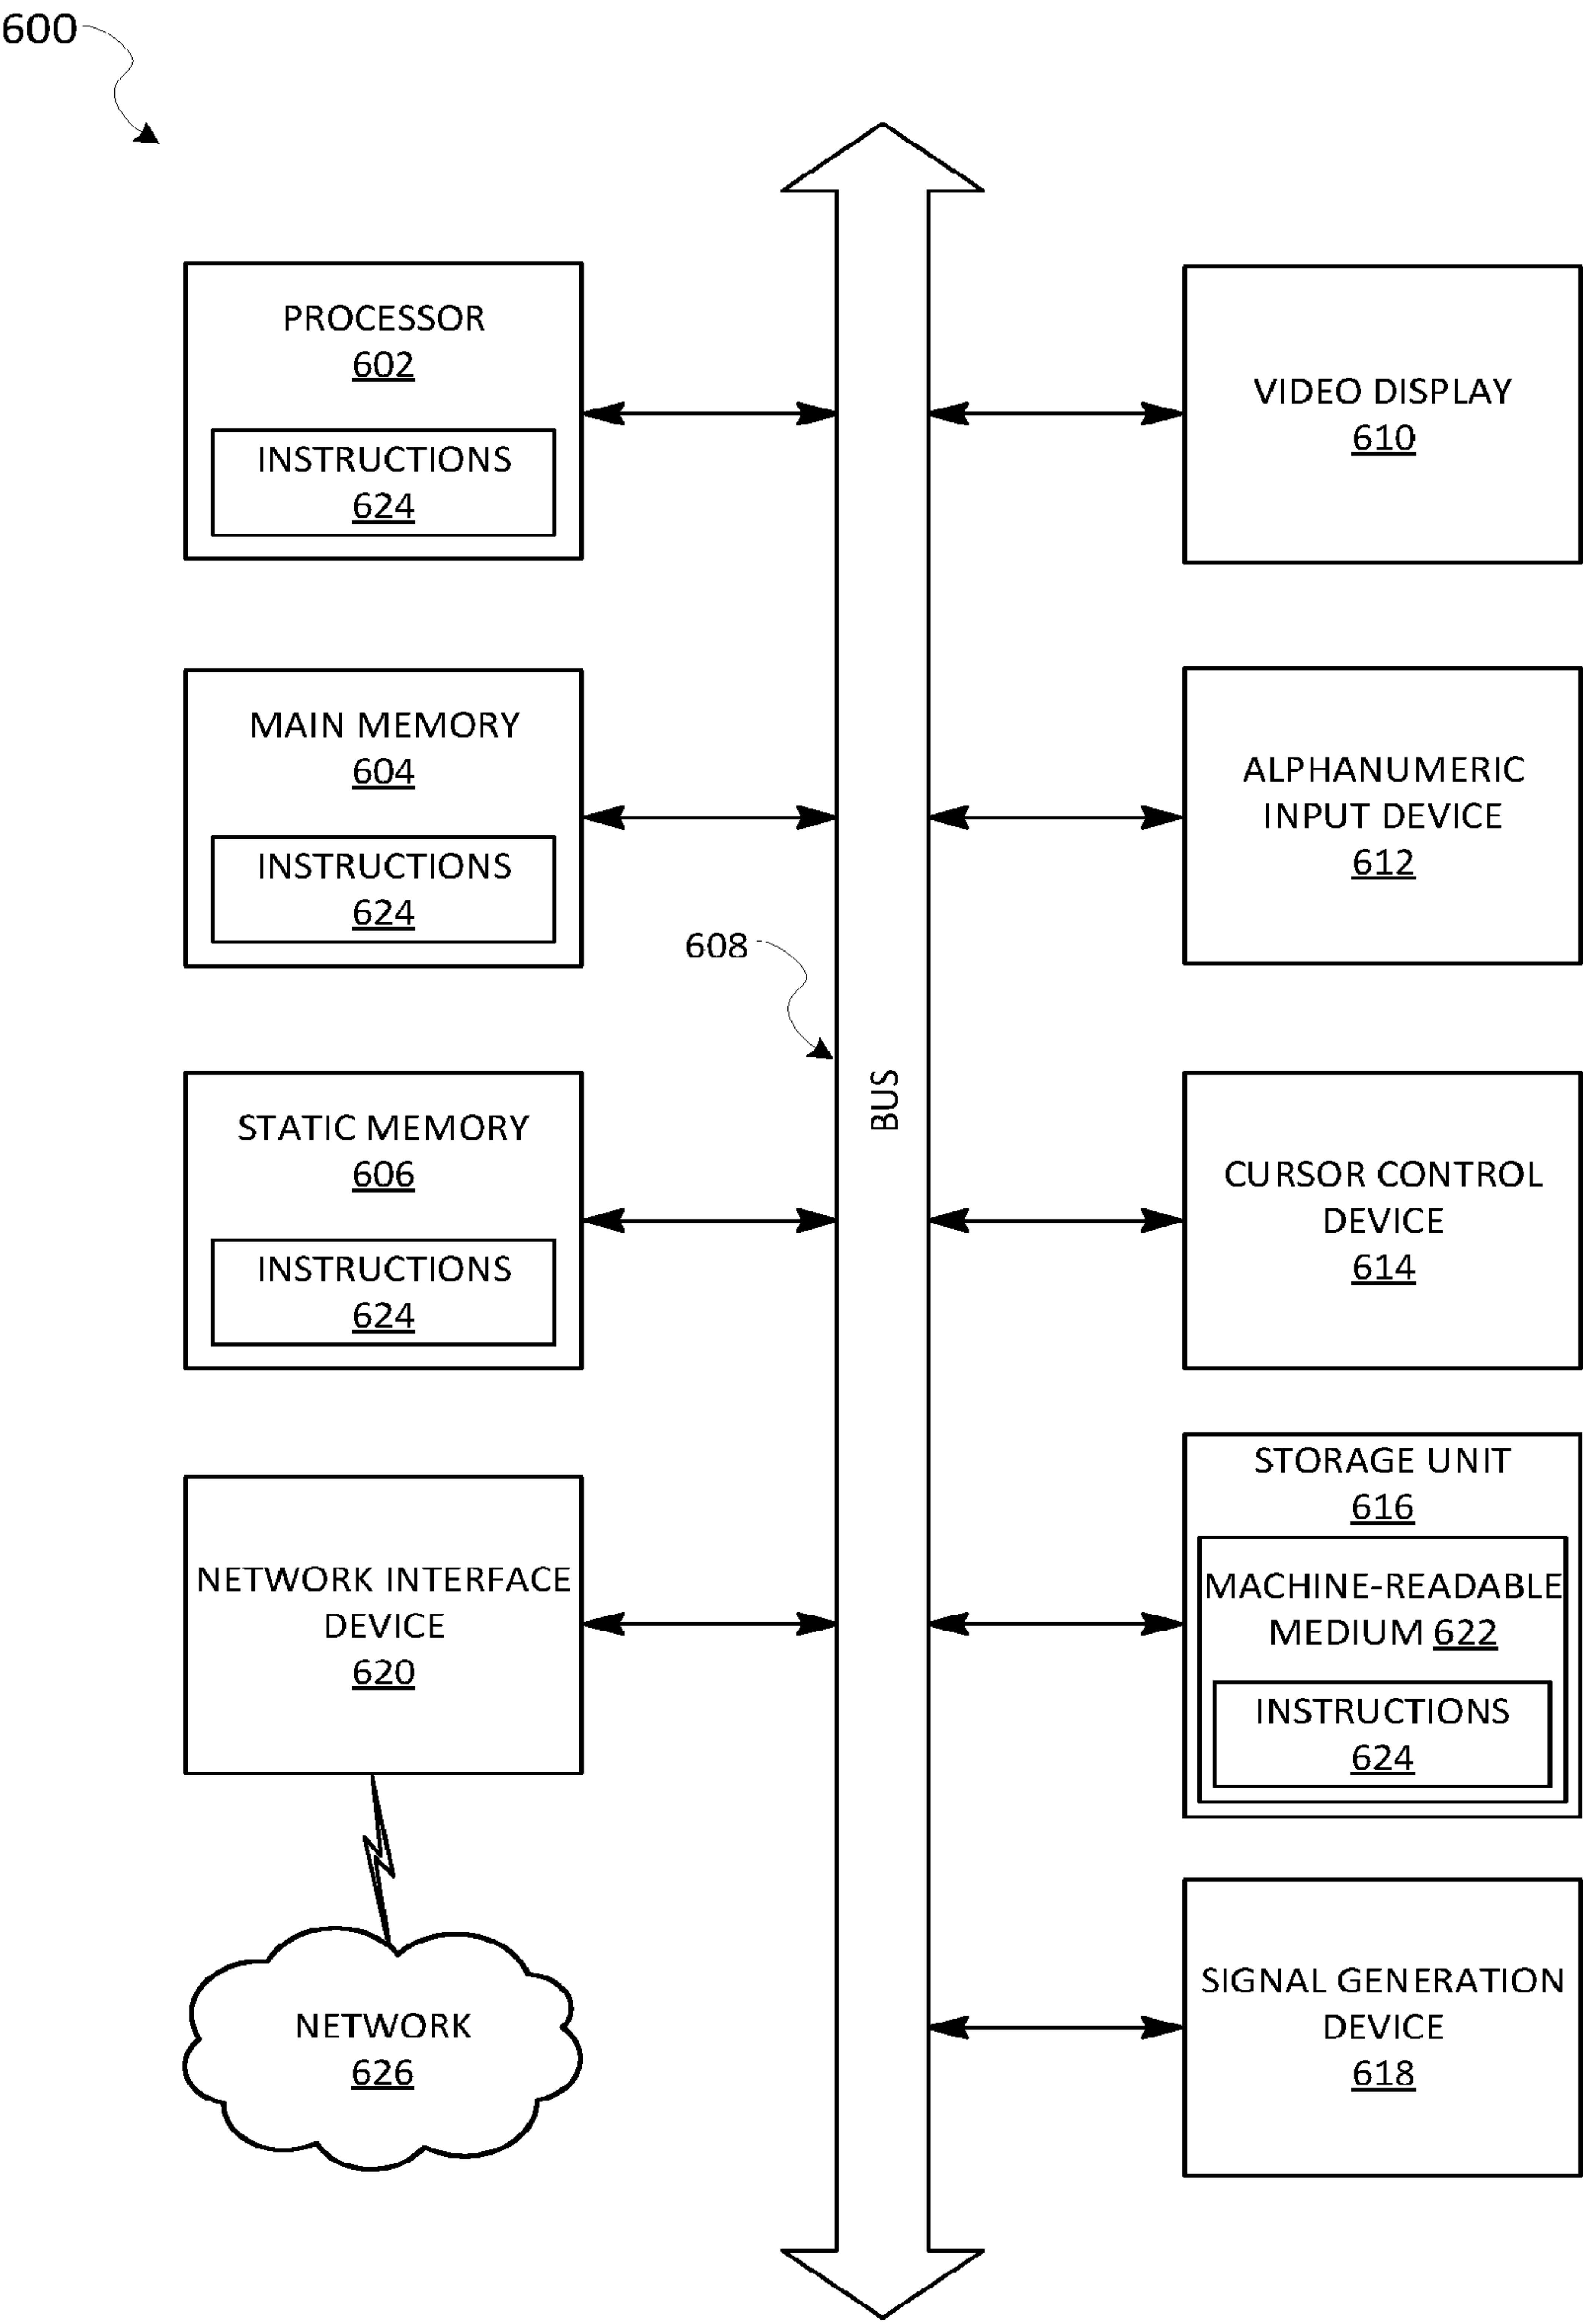 600
PROCESSOR
602
INSTRUCTIONS
624
MAIN MEMORY
604
INSTRUCTIONS
624
STATIC MEMORY
606
INSTRUCTIONS
624
NETWORK INTERFACE
DEVICE
620
NETWORK
626
608
BUS
VIDEO DISPLAY
610
ALPHANUMERIC
INPUT DEVICE
612
CURSOR CONTROL
DEVICE
614
STORAGE UNIT
616
MACHINE-READABLE
MEDIUM 622
INSTRUCTIONS
624
SIGNAL GENERATION
DEVICE
618